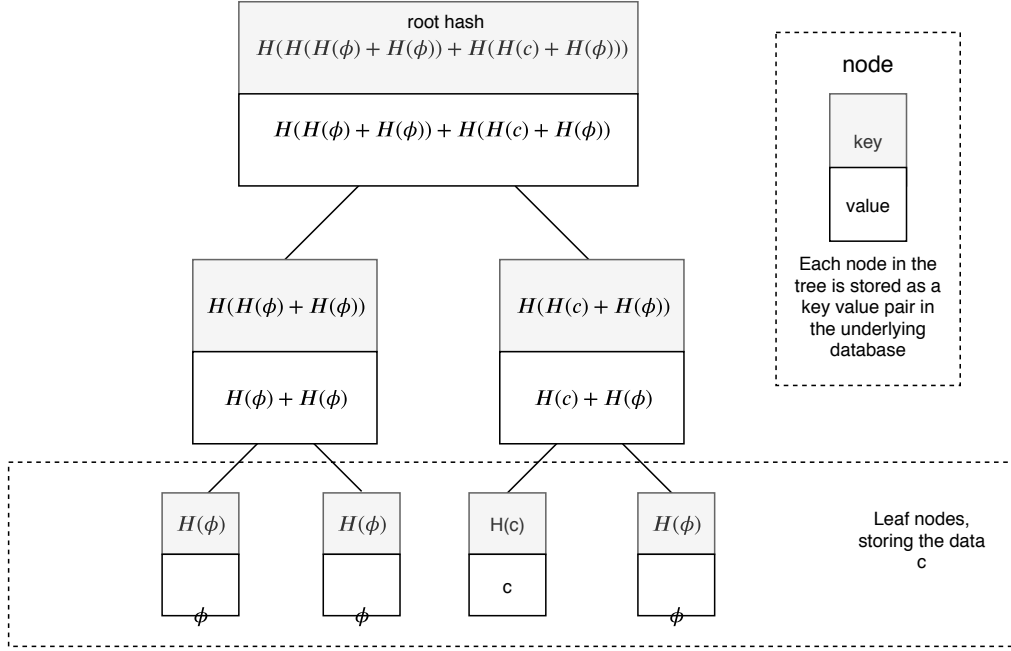 root hash
H(H(H(ϕ) + H(ϕ)) + H(H(c) + H(ϕ)))
H(H(ϕ) + H(ϕ)) + H(H(c) + H(ϕ))
node
key
value
Each node in the
tree is stored as a
key value pair in
the underlying
database
H(H(ϕ) + H(ϕ))
H(H(c) + H(ϕ))
H(ϕ) + H(ϕ)
H(c) + H(ϕ)
H(ϕ)
H(ϕ)
H(c)
H(ϕ)
Leaf nodes,
storing the data
c
ϕ
ϕ
c
ϕ